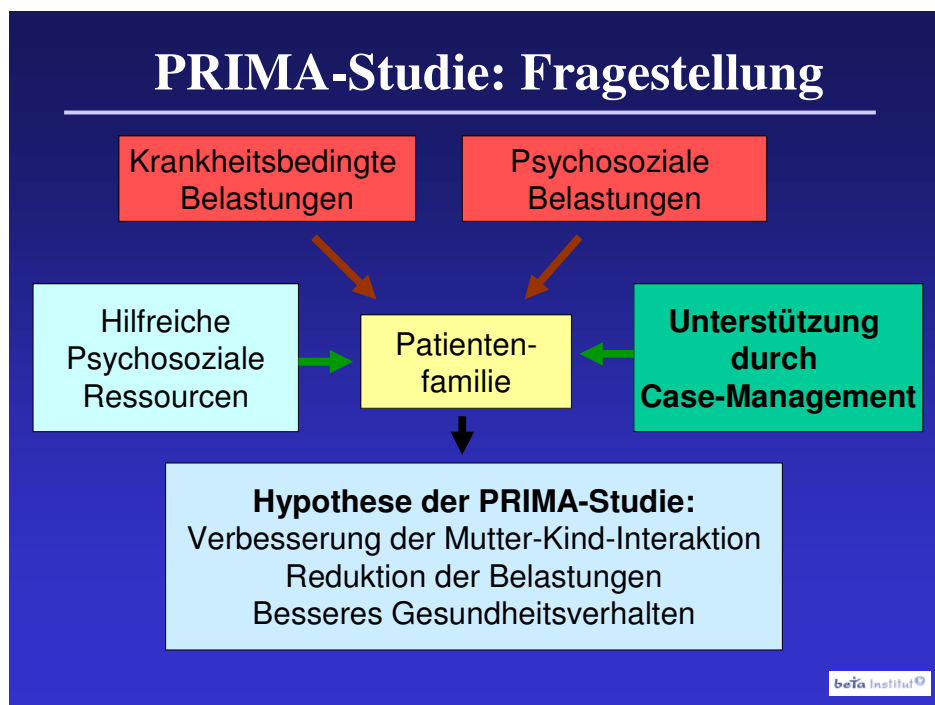 PRIMA-Studie: Fragestellung
Krankheitsbedingte
Belastungen
Psychosoziale
Belastungen
Hilfreiche
Psychosoziale
Ressourcen
Patienten-
familie
Unterstützung
durch
Case-Management
Hypothese der PRIMA-Studie:
Verbesserung der Mutter-Kind-Interaktion
Reduktion der Belastungen
Besseres Gesundheitsverhalten
beta Institut